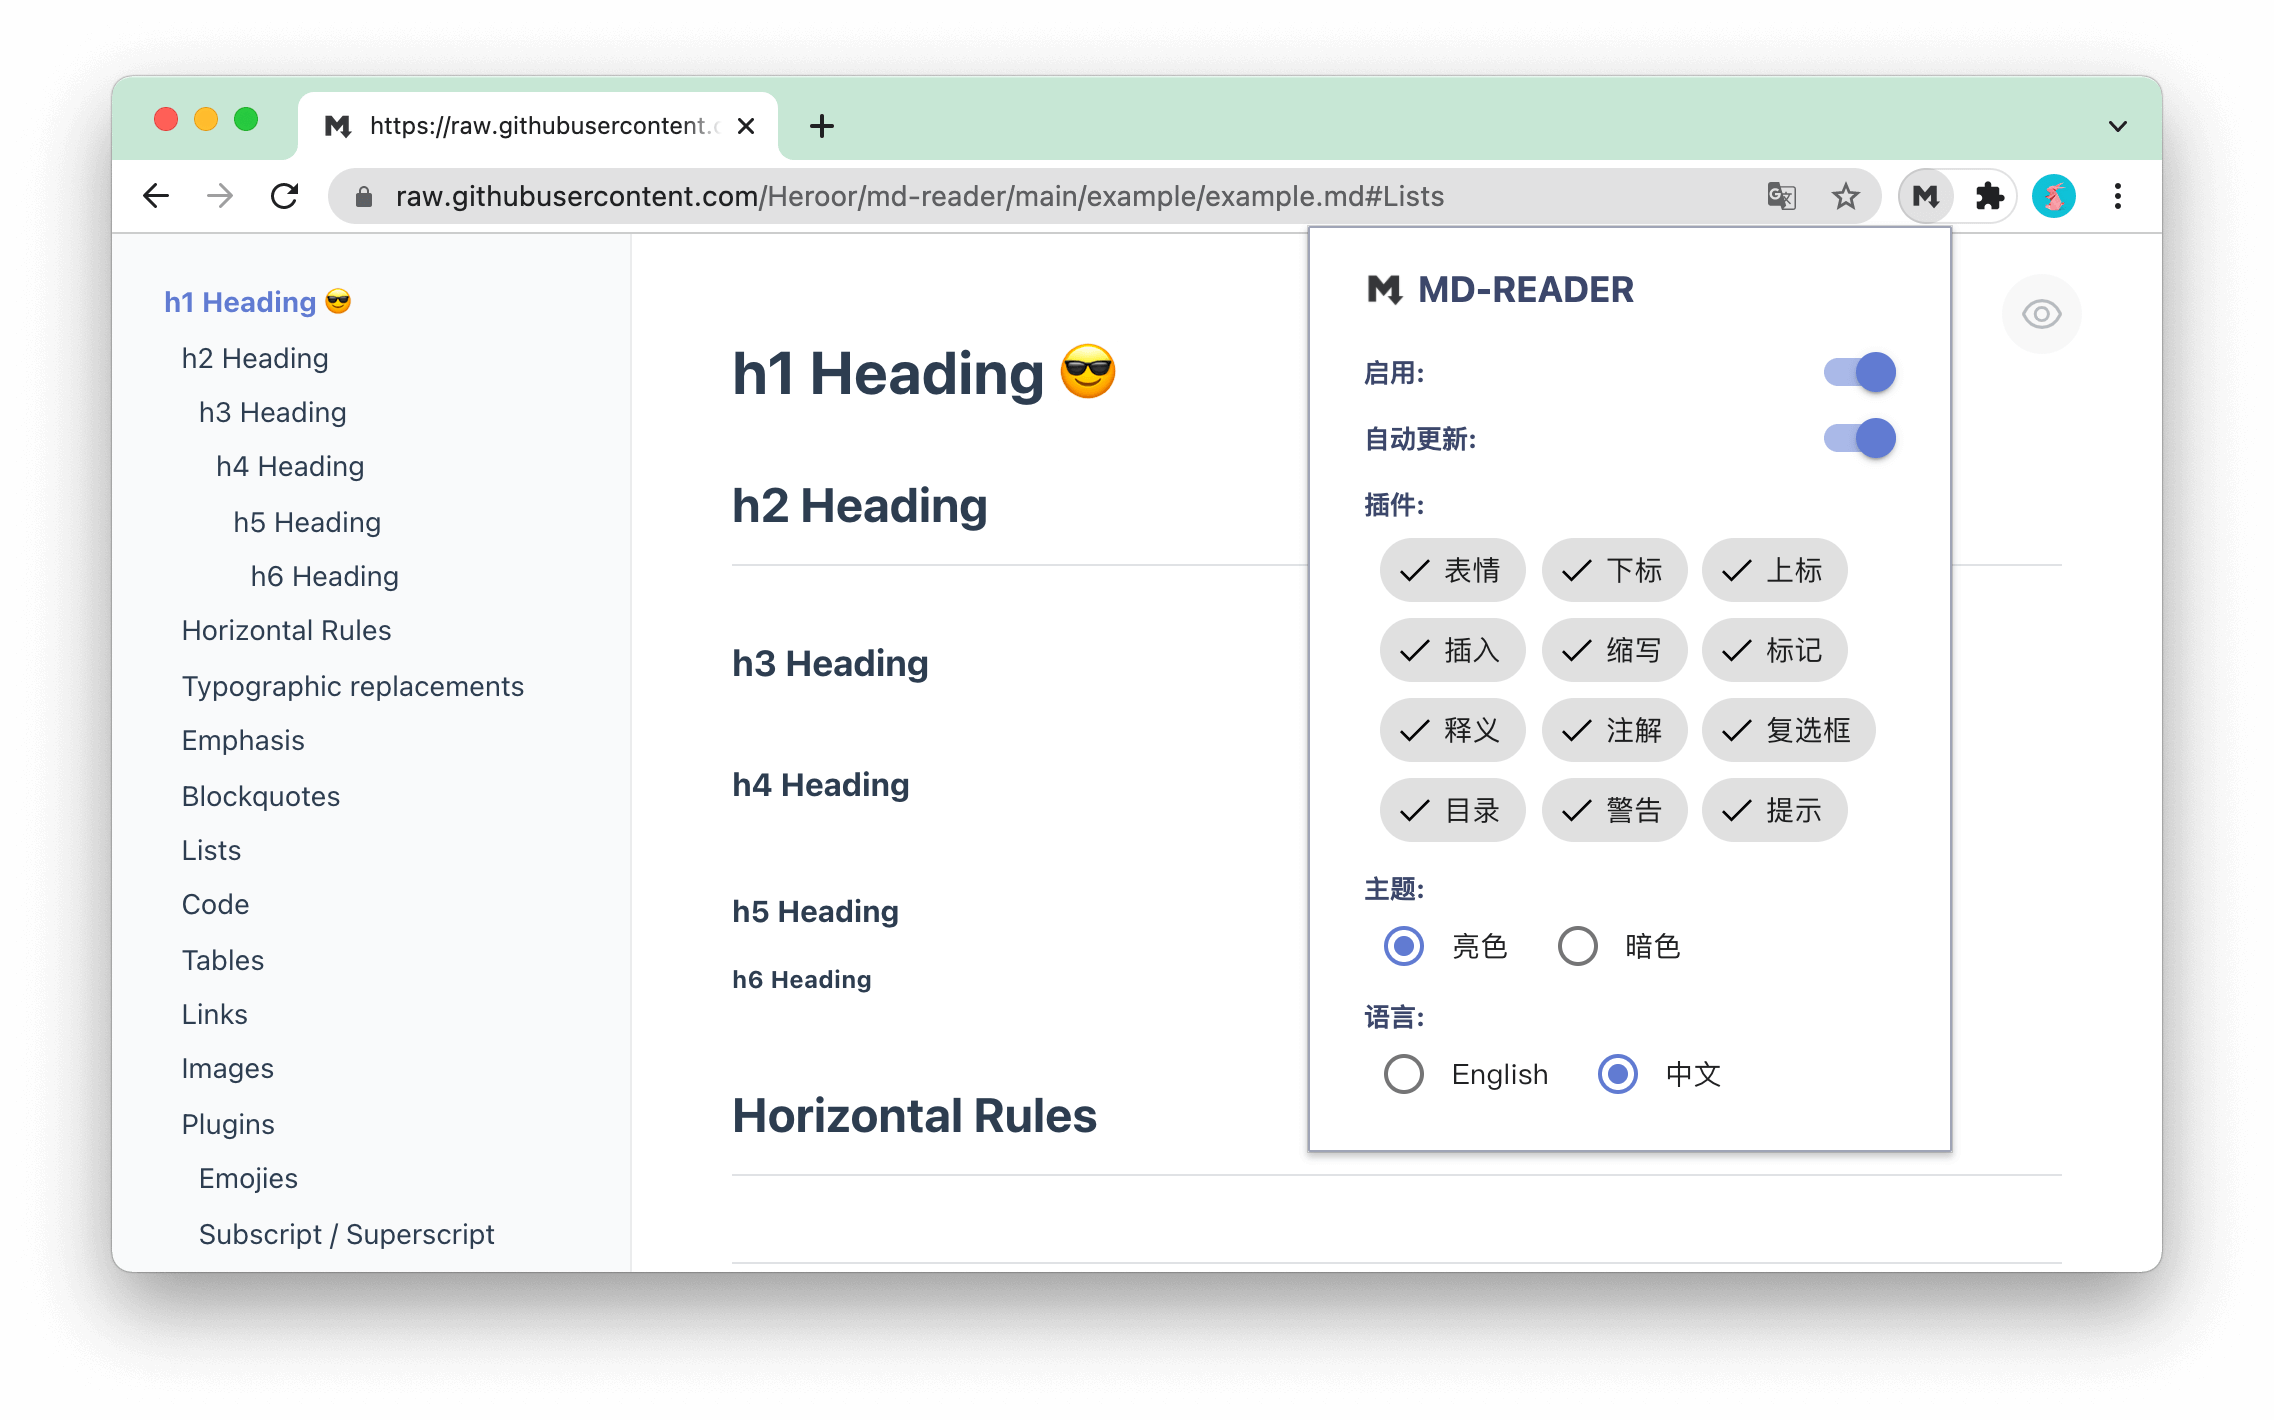 https://raw.githubusercontent.c
raw.githubusercontent.com/Heroor/md-reader/main/example/example.md#Lists
h1 Heading 😎
h2 Heading
h3 Heading
h4 Heading
h5 Heading
h6 Heading
Horizontal Rules
Typographic replacements
Emphasis
Blockquotes
Lists
Code
Tables
Links
Images
Plugins
Emojies
Subscript / Superscript
h1 Heading 😎
h2 Heading
h3 Heading
h4 Heading
h5 Heading
h6 Heading
Horizontal Rules
MD-READER
启用:
自动更新:
插件:
表情 下标 上标
插入 缩写 标记
释义 注解 复选框
目录 警告 提示
主题:
亮色 暗色
语言:
English 中文